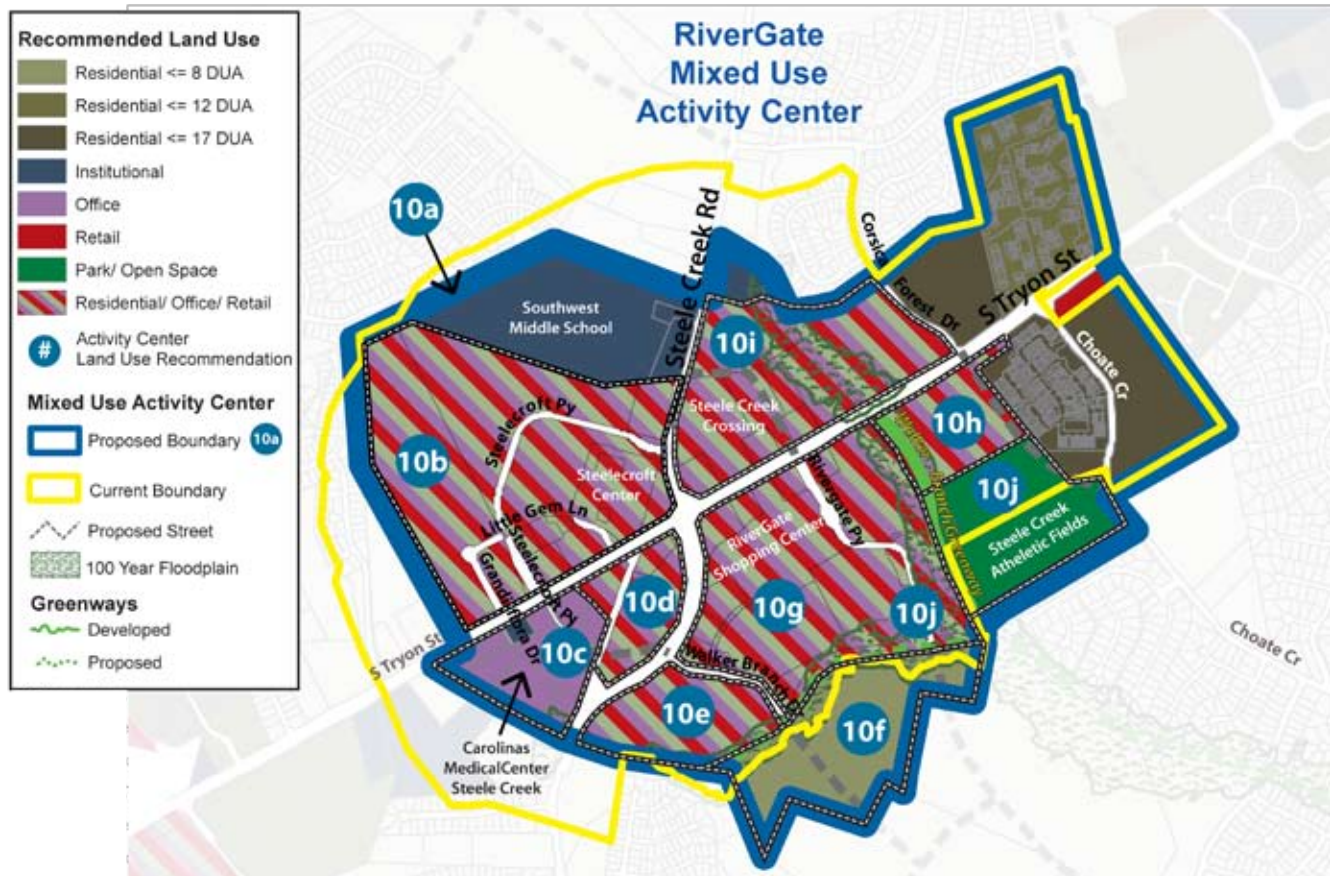 RiverGate
Mixed Use
Activity Center
Recommended Land Use
Residential <= 8 DUA
Residential <= 12 DUA
Residential <= 17 DUA
Institutional
Office
Retail
Park/ Open Space
Residential/ Office/ Retail
# Activity Center
Land Use Recommendation
Mixed Use Activity Center
Proposed Boundary 10a
Current Boundary
Proposed Street
100 Year Floodplain
Greenways
Developed
Proposed
10a
Southwest
Middle School
Steele Creek Rd
Corsica
Forest Dr
S Tryon St
Choate Cr
10i
Steele Creek
Crossing
10h
10b
Steelecroft Py
Steelecroft
Center
Little Gem Ln
Steelecroft Py
10d
RiverGate
Shopping Center
Rivergate Py
10g
10j
Steele Creek
Atheletic Fields
10j
10c
S Tryon St
Walker Branch
10e
10f
Choate Cr
Carolinas
MedicalCenter
Steele Creek